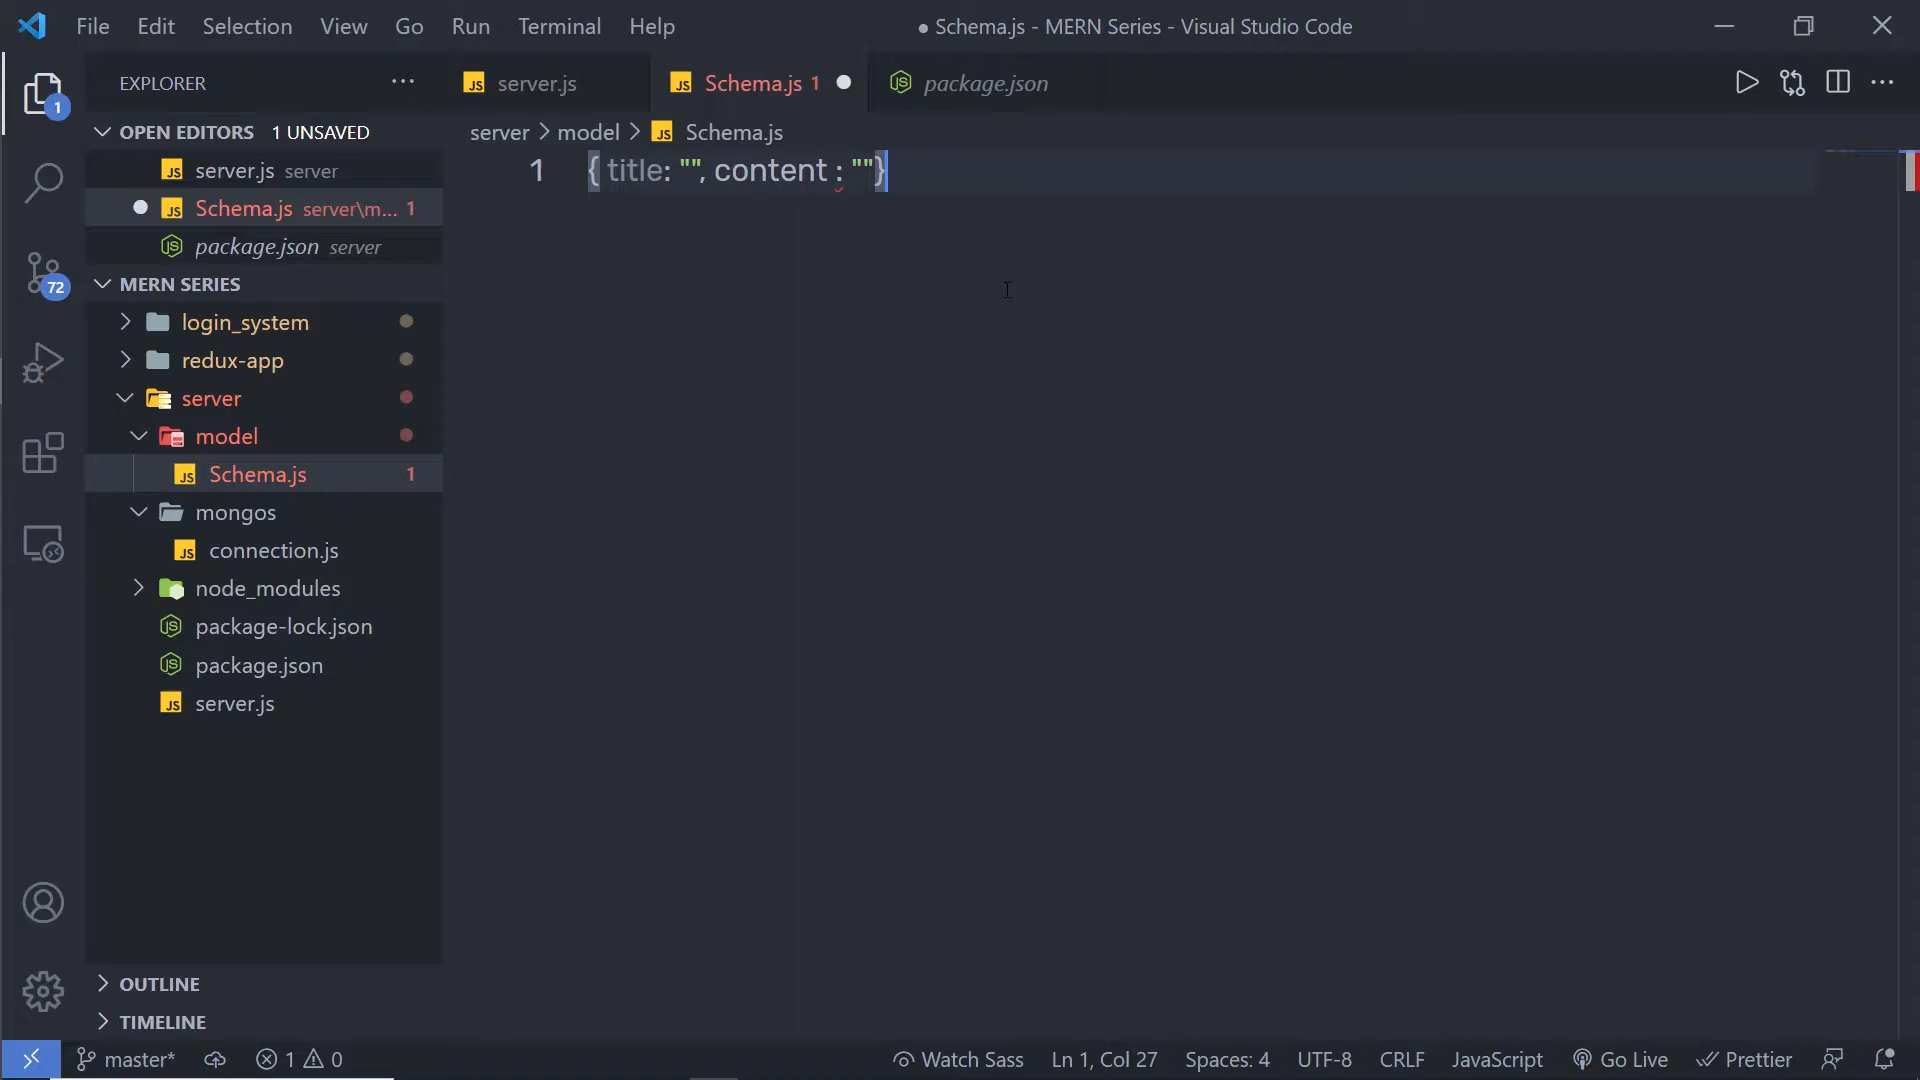 File Edit Selection View Go Run Terminal Help ● Schema.js - MERN Series - Visual Studio Code
1
EXPLORER ···
server.js Schema.js 1 package.json
OPEN EDITORS 1 UNSAVED
server > model > Schema.js
server.js server
1 { title: "", content : ""}
Schema.js server\m... 1
package.json server
72
MERN SERIES
login_system
redux-app
server
model
Schema.js 1
mongos
connection.js
node_modules
package-lock.json
package.json
server.js
OUTLINE
TIMELINE
master* 1 0 Watch Sass Ln 1, Col 27 Spaces: 4 UTF-8 CRLF JavaScript Go Live Prettier